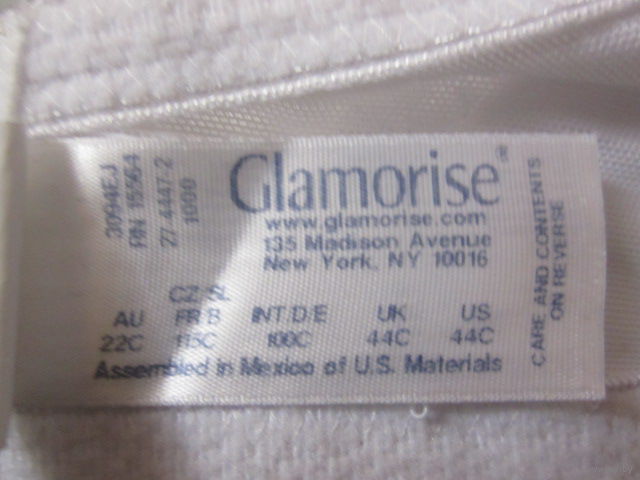 3094EJ
RN 15564
27 4447 2
1000
Glamorise®
www.glamorise.com
135 Madison Avenue
New York, NY 10016
CZ/SL
AU FR B INT.D/E UK US
22C 115C 100C 44C 44C
Assembled in Mexico of U.S. Materials
CARE AND CONTENTS
ON REVERSE